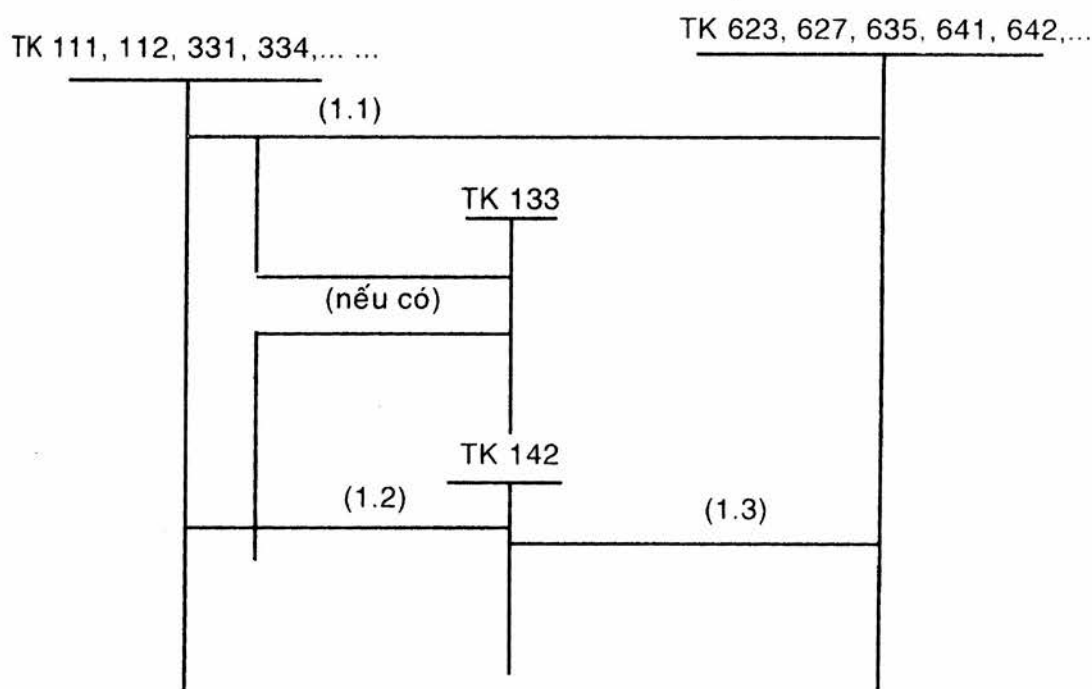 TK 111, 112, 331, 334,... ...
TK 623, 627, 635, 641, 642,...
(1.1)
TK 133
(nếu có)
TK 142
(1.2)
(1.3)